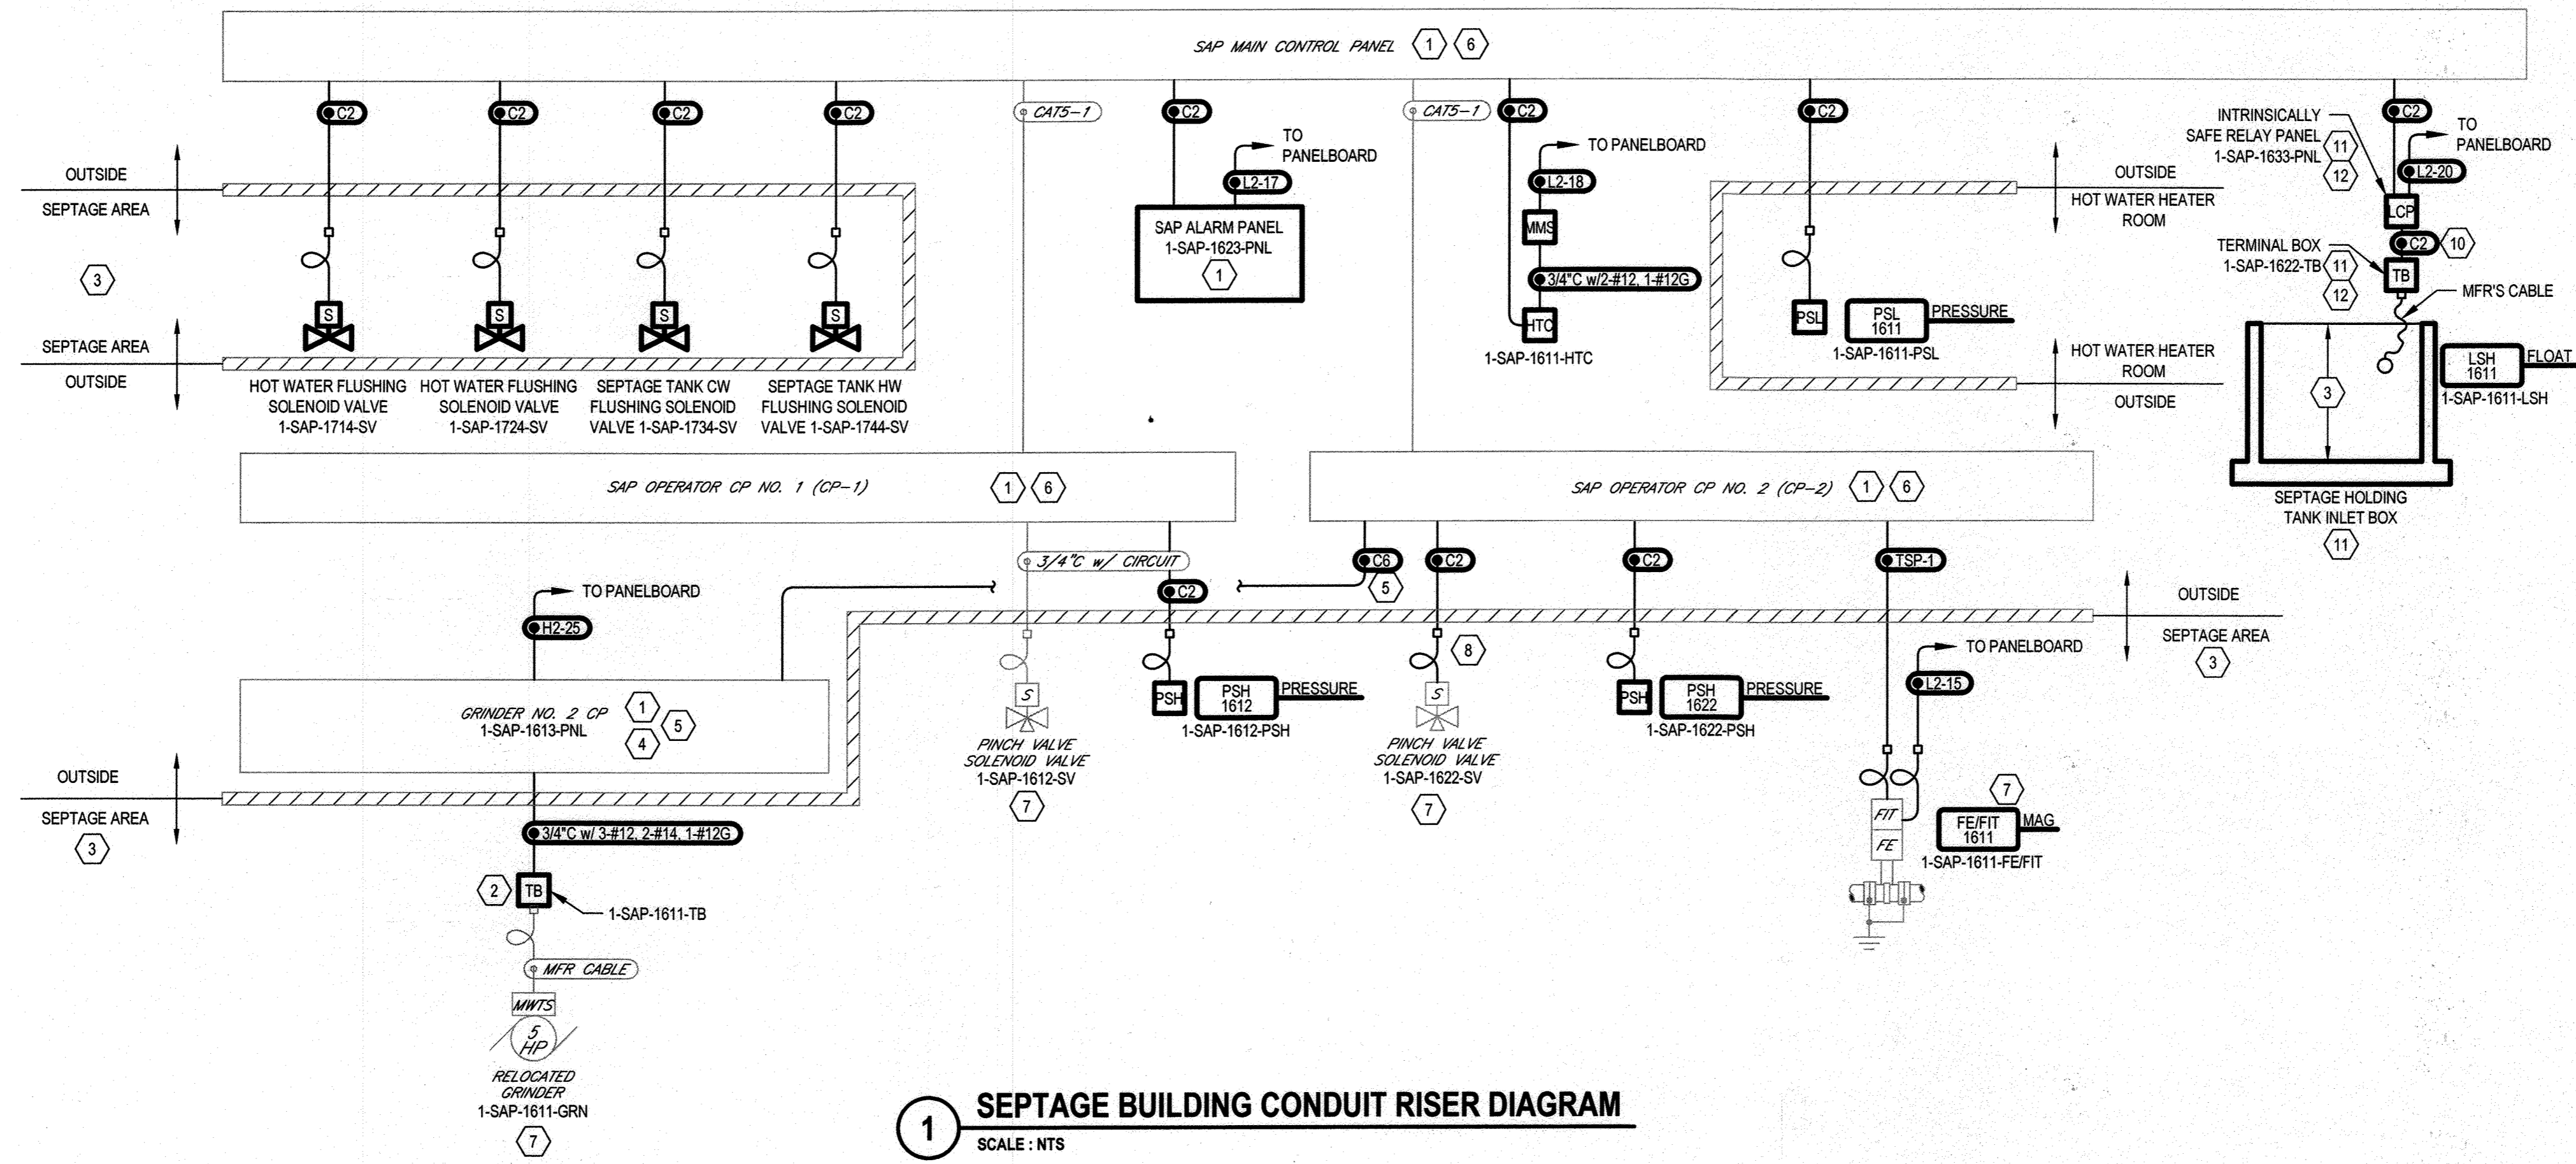 SAP MAIN CONTROL PANEL 1 6
C2 C2 C2 C2 CAT5-1 C2 CAT5-1 C2 C2 C2
INTRINSICALLY
SAFE RELAY PANEL 11
1-SAP-1633-PNL 12
TO
PANELBOARD
L2-20
LCP
C2 10
TERMINAL BOX
1-SAP-1622-TB 11
12
TB
MFR'S CABLE
OUTSIDE
SEPTAGE AREA
3
SEPTAGE AREA
OUTSIDE
S S S S
HOT WATER FLUSHING
SOLENOID VALVE
1-SAP-1714-SV
HOT WATER FLUSHING
SOLENOID VALVE
1-SAP-1724-SV
SEPTAGE TANK CW
FLUSHING SOLENOID
VALVE 1-SAP-1734-SV
SEPTAGE TANK HW
FLUSHING SOLENOID
VALVE 1-SAP-1744-SV
TO
PANELBOARD
L2-17
SAP ALARM PANEL
1-SAP-1623-PNL
1
TO PANELBOARD
L2-18
MMS
3/4"C w/2-#12, 1-#12G
HTC
1-SAP-1611-HTC
PSL
PSL
1611
PRESSURE
1-SAP-1611-PSL
OUTSIDE
HOT WATER HEATER
ROOM
HOT WATER HEATER
ROOM
OUTSIDE
3
LSH
1611
FLOAT
1-SAP-1611-LSH
SEPTAGE HOLDING
TANK INLET BOX
11
SAP OPERATOR CP NO. 1 (CP-1) 1 6
SAP OPERATOR CP NO. 2 (CP-2) 1 6
3/4"C w/ CIRCUIT
C2
C6
5
C2
C2
TSP-1
OUTSIDE
SEPTAGE AREA
3
TO PANELBOARD
H2-25
GRINDER NO. 2 CP
1-SAP-1613-PNL
1
5
4
OUTSIDE
SEPTAGE AREA
3
3/4"C w/ 3-#12, 2-#14, 1-#12G
2
TB
1-SAP-1611-TB
MFR CABLE
MWTS
5
HP
RELOCATED
GRINDER
1-SAP-1611-GRN
7
S
PINCH VALVE
SOLENOID VALVE
1-SAP-1612-SV
7
PSH
PSH
1612
PRESSURE
1-SAP-1612-PSH
8
S
PINCH VALVE
SOLENOID VALVE
1-SAP-1622-SV
7
PSH
PSH
1622
PRESSURE
1-SAP-1622-PSH
TO PANELBOARD
L2-15
FIT
FE
7
FE/FIT
1611
MAG
1-SAP-1611-FE/FIT
1
SEPTAGE BUILDING CONDUIT RISER DIAGRAM
SCALE : NTS